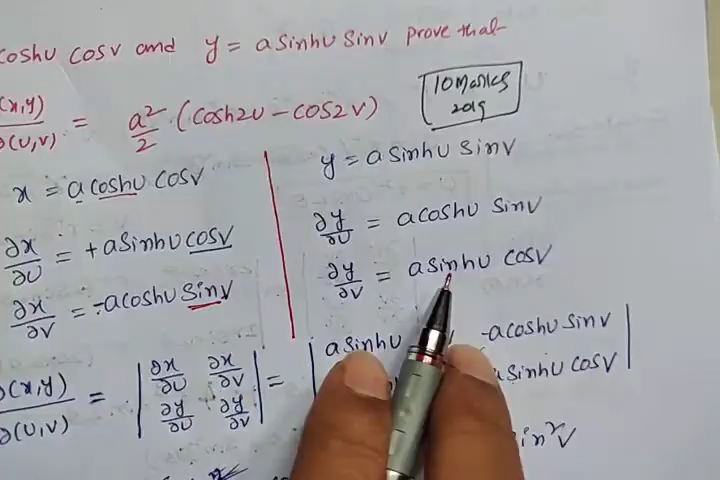 coshu cosv and y = a sinhu sinv prove that
(x,y)/∂(u,v) = a²/2 (cosh2u - cos2v)
10 Marks
2019
x = a coshu cosv
∂x/∂u = +a sinhu cosv
∂x/∂v = -a coshu sinv
y = a sinhu sinv
∂y/∂u = a coshu sinv
∂y/∂v = a sinhu cosv
∂(x,y)/∂(u,v) = | ∂x/∂u ∂x/∂v | = | a sinhu -a coshu sinv |
| ∂y/∂u ∂y/∂v | a sinhu cosv |
sin²v